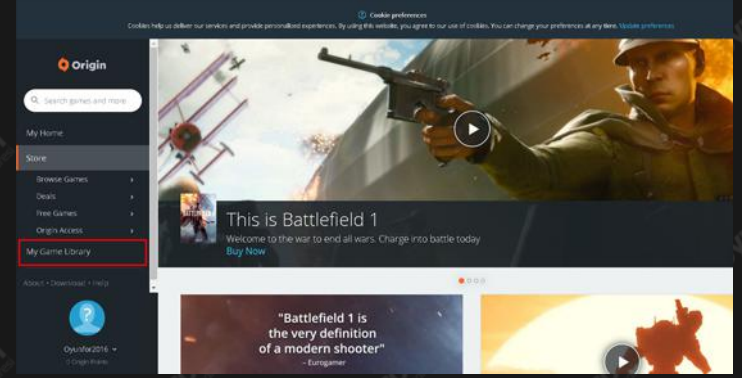 Cookie preferences
Cookies help us deliver our services and provide personalized experiences. By using this website, you agree to our use of cookies. You can change your preferences at any time. Update preferences
Origin
Search games and more
My Home
Store
Browse Games
Deals
Free Games
Origin Access
My Game Library
About • Download • Help
Oyunfor2016
0 Origin Points
This is Battlefield 1
Welcome to the war to end all wars. Charge into battle today
Buy Now
"Battlefield 1 is
the very definition
of a modern shooter"
– Eurogamer